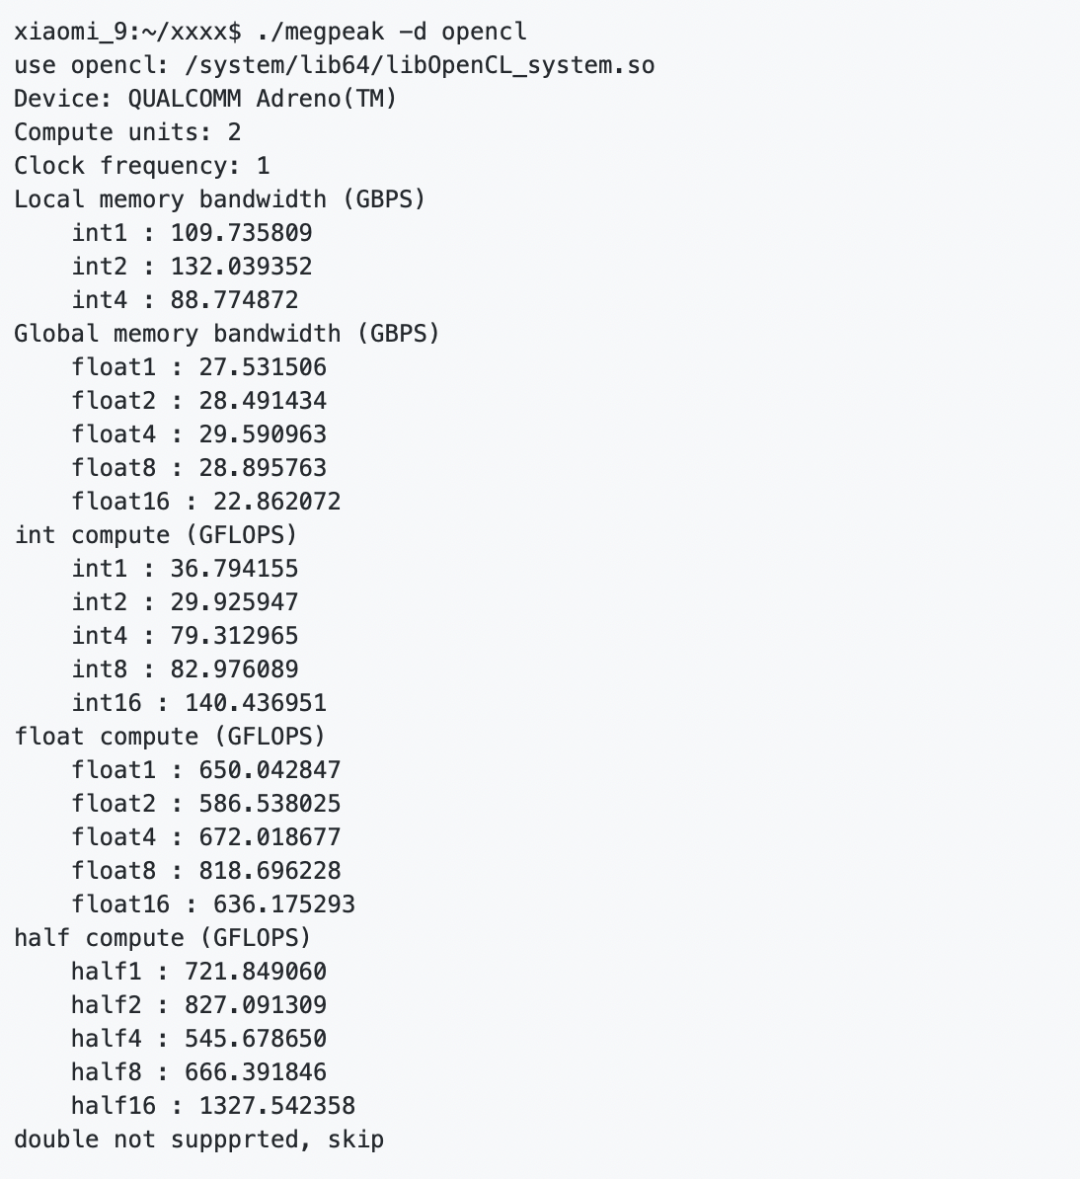 xiaomi_9:~/xxxx$ ./megpeak -d opencl
use opencl: /system/lib64/libOpenCL_system.so
Device: QUALCOMM Adreno(TM)
Compute units: 2
Clock frequency: 1
Local memory bandwidth (GBPS)
    int1 : 109.735809
    int2 : 132.039352
    int4 : 88.774872
Global memory bandwidth (GBPS)
    float1 : 27.531506
    float2 : 28.491434
    float4 : 29.590963
    float8 : 28.895763
    float16 : 22.862072
int compute (GFLOPS)
    int1 : 36.794155
    int2 : 29.925947
    int4 : 79.312965
    int8 : 82.976089
    int16 : 140.436951
float compute (GFLOPS)
    float1 : 650.042847
    float2 : 586.538025
    float4 : 672.018677
    float8 : 818.696228
    float16 : 636.175293
half compute (GFLOPS)
    half1 : 721.849060
    half2 : 827.091309
    half4 : 545.678650
    half8 : 666.391846
    half16 : 1327.542358
double not suppprted, skip